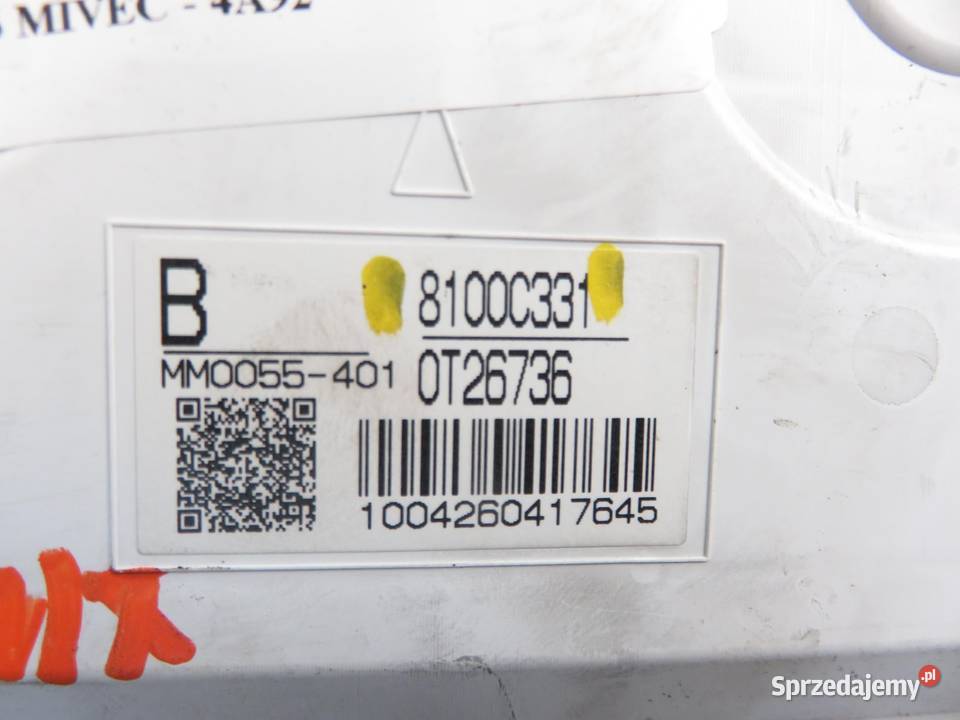 MIVEC - 4A92
B
8100C331
MM0055-401
0T26736
1004260417645
Sprzedajemy.pl